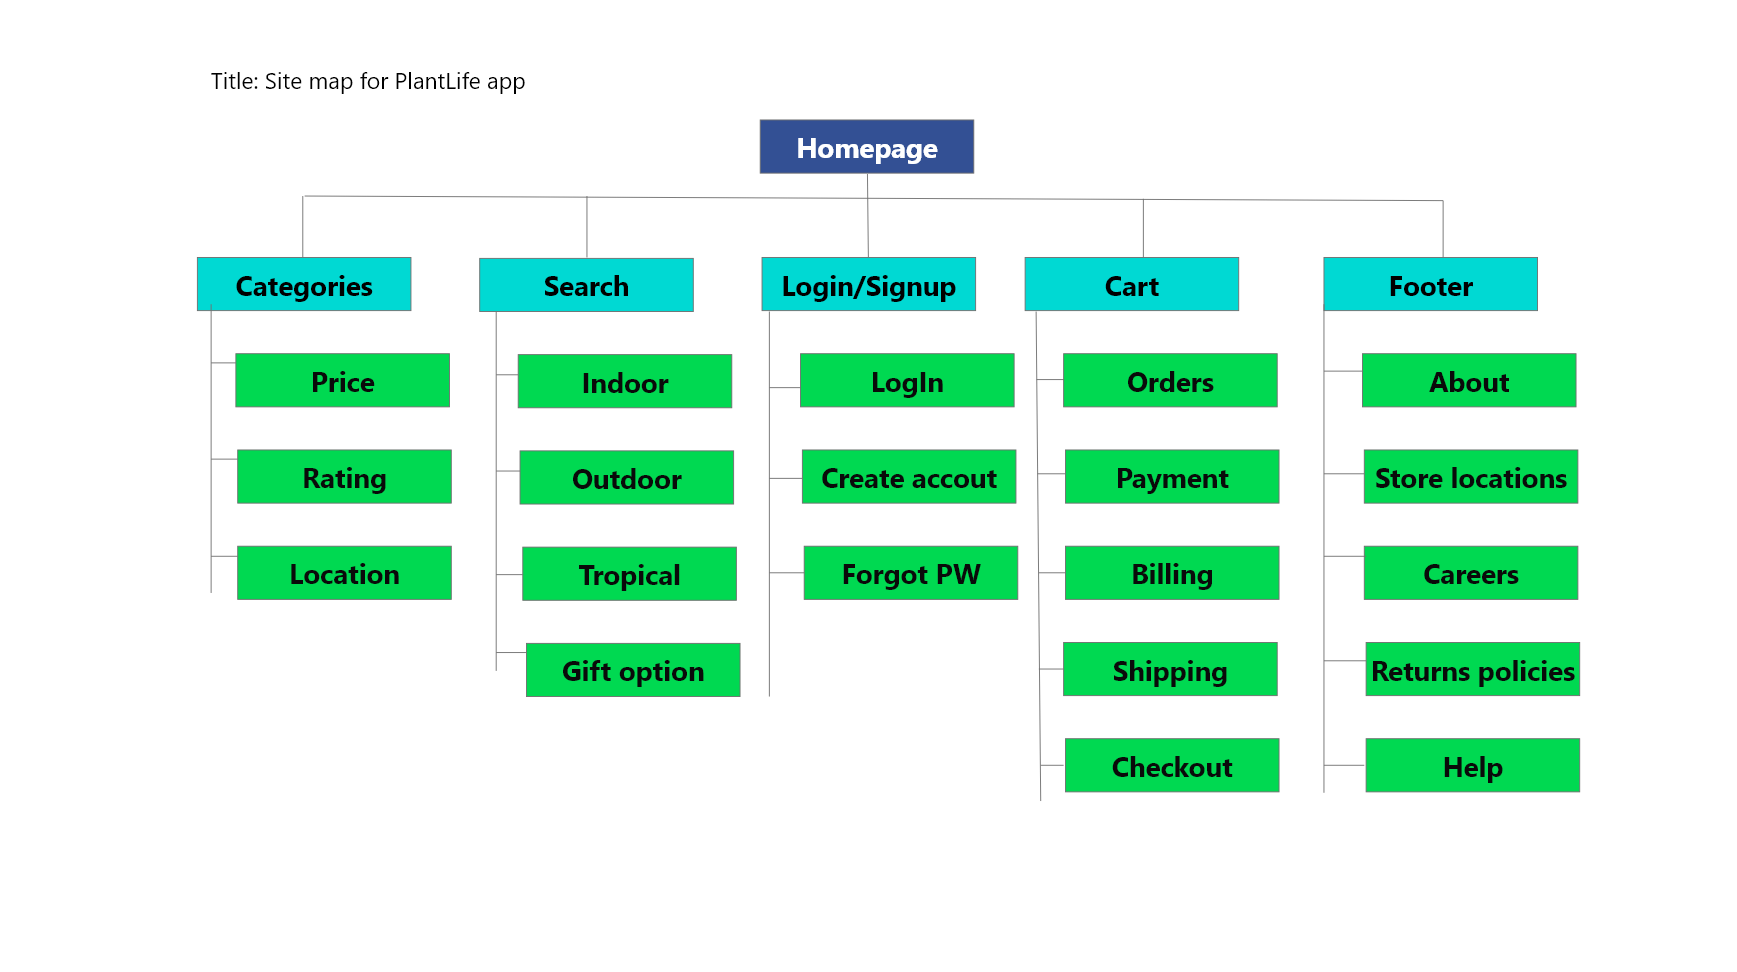 Title: Site map for PlantLife app
Homepage
Categories
Price
Rating
Location
Search
Indoor
Outdoor
Tropical
Gift option
Login/Signup
LogIn
Create accout
Forgot PW
Cart
Orders
Payment
Billing
Shipping
Checkout
Footer
About
Store locations
Careers
Returns policies
Help